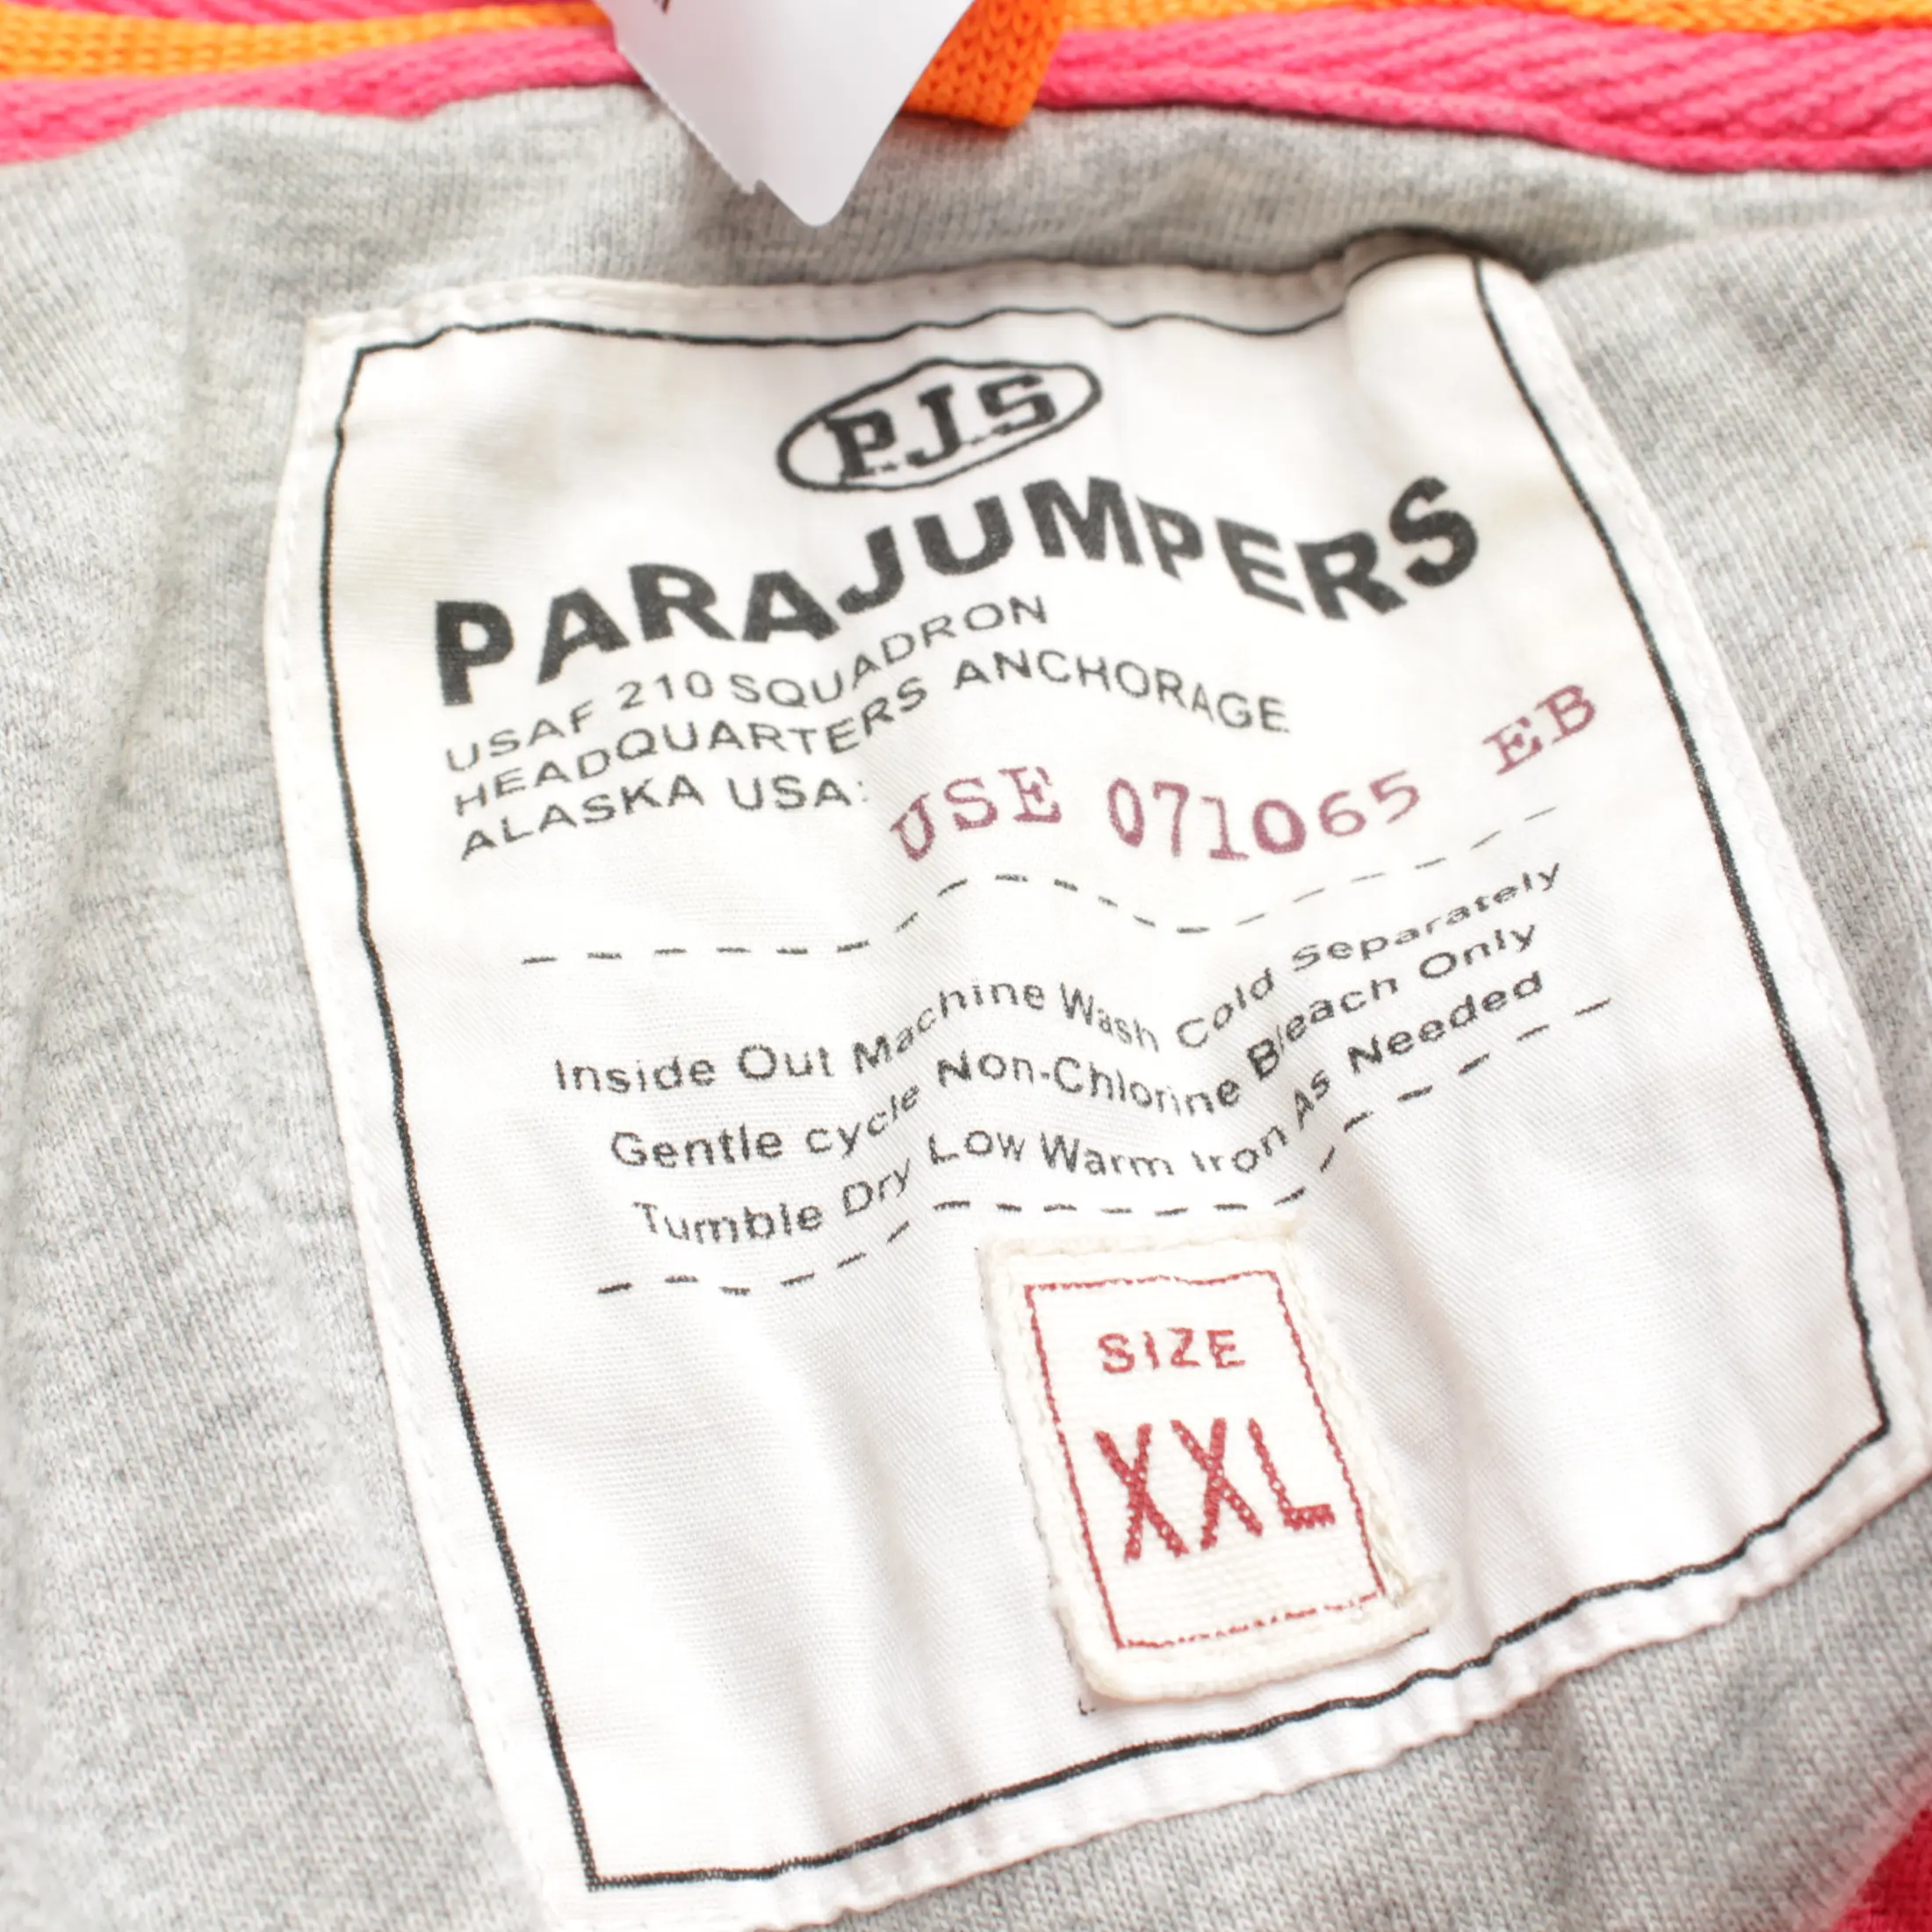 P.J.S
PARAJUMPERS
USAF 210 SQUADRON
HEADQUARTERS ANCHORAGE
ALASKA USA: USE 071065 EB
Inside Out Machine Wash Cold Separately
Gentle cycle Non-Chlorine Bleach Only
Tumble Dry Low Warm Iron As Needed
SIZE
XXL